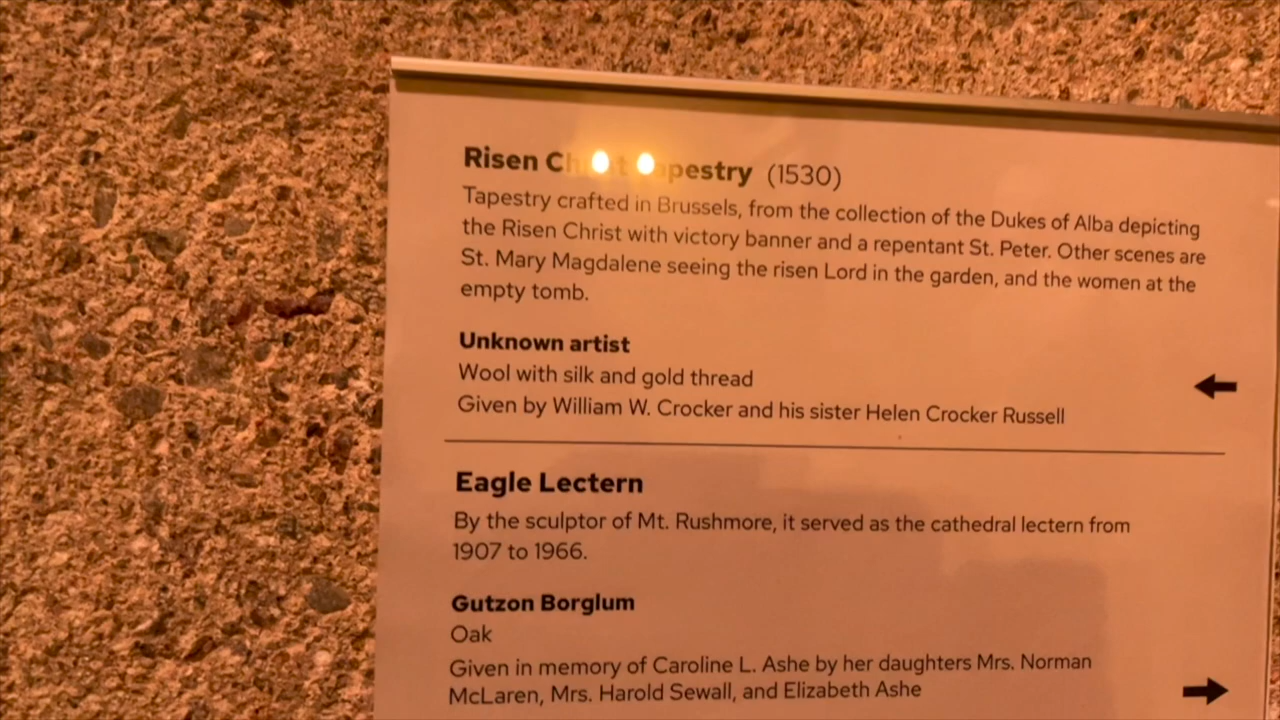 Risen Christ Tapestry (1530)
Tapestry crafted in Brussels, from the collection of the Dukes of Alba depicting
the Risen Christ with victory banner and a repentant St. Peter. Other scenes are
St. Mary Magdalene seeing the risen Lord in the garden, and the women at the
empty tomb.
Unknown artist
Wool with silk and gold thread
Given by William W. Crocker and his sister Helen Crocker Russell
Eagle Lectern
By the sculptor of Mt. Rushmore, it served as the cathedral lectern from
1907 to 1966.
Gutzon Borglum
Oak
Given in memory of Caroline L. Ashe by her daughters Mrs. Norman
McLaren, Mrs. Harold Sewall, and Elizabeth Ashe